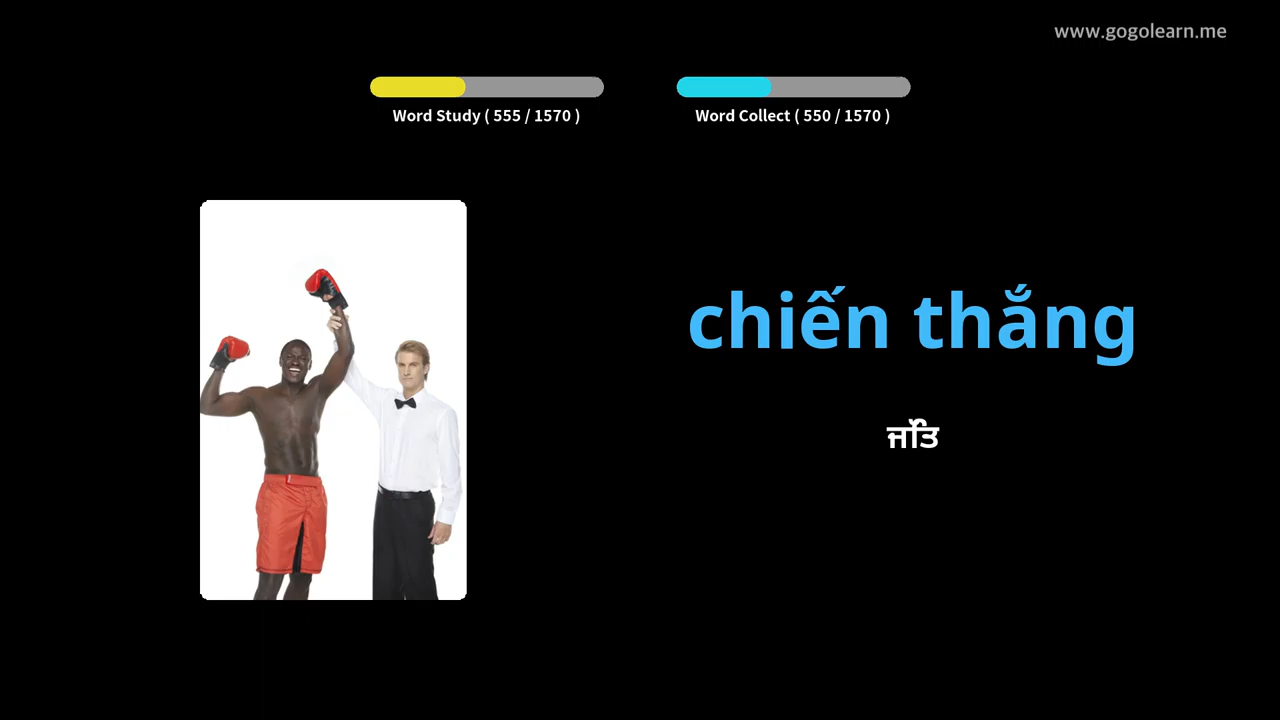 www.gogolearn.me
Word Study ( 555 / 1570 )
Word Collect ( 550 / 1570 )
chiến thắng
ਜਿੱਤ